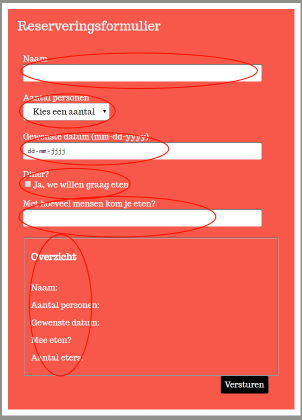 Reserveringsformulier
Naam
Aantal personen
Kies een aantal
Gewenste datum (mm-dd-yyyy)
dd-mm-jjjj
Diner?
Ja, we willen graag eten
Met hoeveel mensen kom je eten?
Overzicht
Naam:
Aantal personen:
Gewenste datum:
Mee eten?
Aantal eters:
Versturen